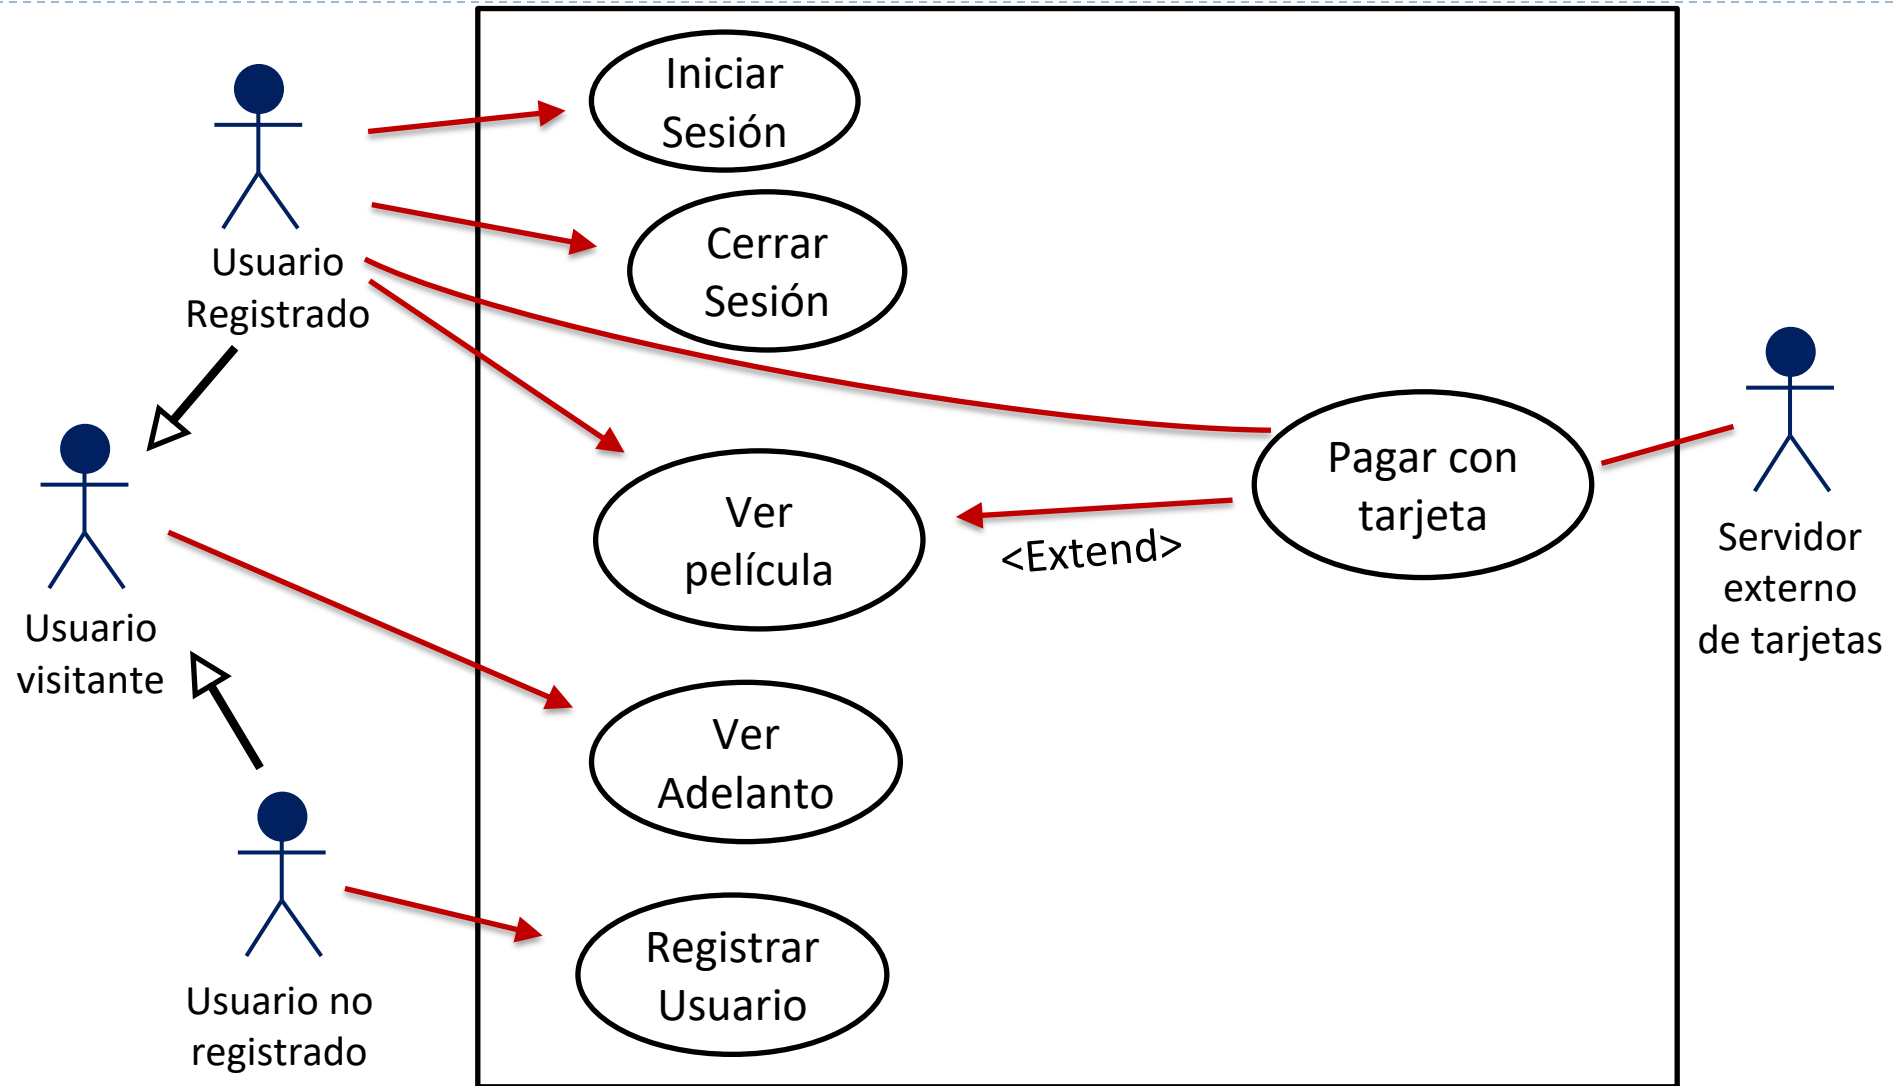 Iniciar
Sesión
Usuario
Registrado
Cerrar
Sesión
Pagar con
tarjeta
Ver
película
<Extend>
Servidor
externo
de tarjetas
Usuario
visitante
Ver
Adelanto
Registrar
Usuario
Usuario no
registrado